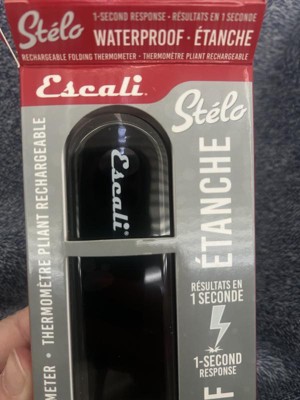 Stélo
1-SECOND RESPONSE • RÉSULTATS EN 1 SECONDE
WATERPROOF • ÉTANCHE
RECHARGEABLE FOLDING THERMOMETER • THERMOMÈTRE PLIANT RECHARGEABLE
Escali®
Stélo
Escali®
METER • THERMOMÈTRE PLIANT RECHARGEABLE
F ÉTANCHE
RÉSULTATS EN
1 SECONDE
1-SECOND
RESPONSE